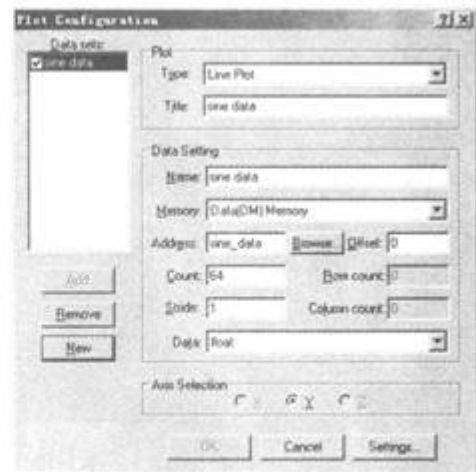 Plot Configuration
Data sets:
sine data
Plot
Type: Line Plot
Title: sine data
Data Setting
Name: sine data
Memory: Data(DM) Memory
Address: sine_data Browse... Offset: 0
Count: 64 Row count: 0
Stride: 1 Column count: 0
Data: float
Axis Selection
X Y Z
Add
Remove
New
OK Cancel Settings...